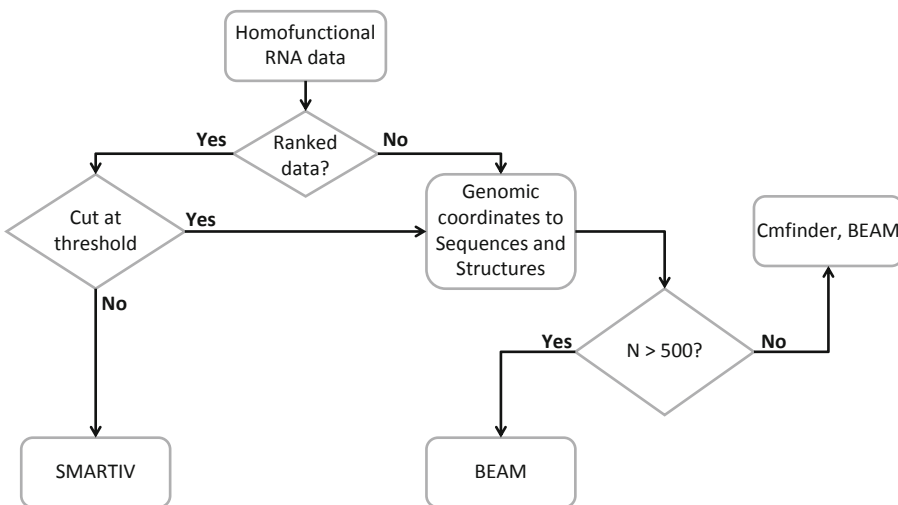 Homofunctional
RNA data
Yes
Ranked
data?
No
Cut at
threshold
Yes
Genomic
coordinates to
Sequences and
Structures
Cmfinder, BEAM
No
Yes
N > 500?
No
SMARTIV
BEAM